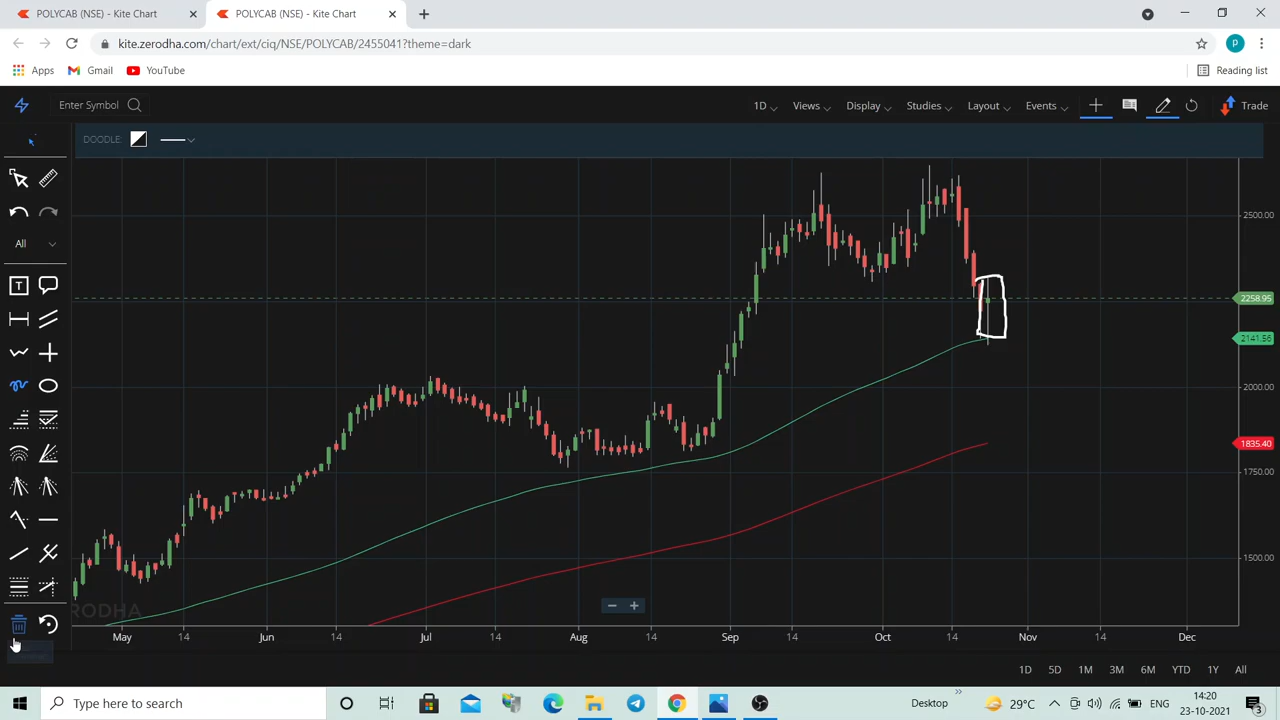 POLYCAB (NSE) - Kite Chart
POLYCAB (NSE) - Kite Chart
kite.zerodha.com/chart/ext/ciq/NSE/POLYCAB/2455041?theme=dark
P
Apps Gmail YouTube Reading list
Enter Symbol 1D Views Display Studies Layout Events Trade
DOODLE:
All
T
2500.00
2258.95
2141.56
2000.00
1835.40
1750.00
1500.00
RODHA
May 14 Jun 14 Jul 14 Aug 14 Sep 14 Oct 14 Nov 14 Dec
1D 5D 1M 3M 6M YTD 1Y All
Type here to search Desktop 29°C ENG 14:20
23-10-2021 3